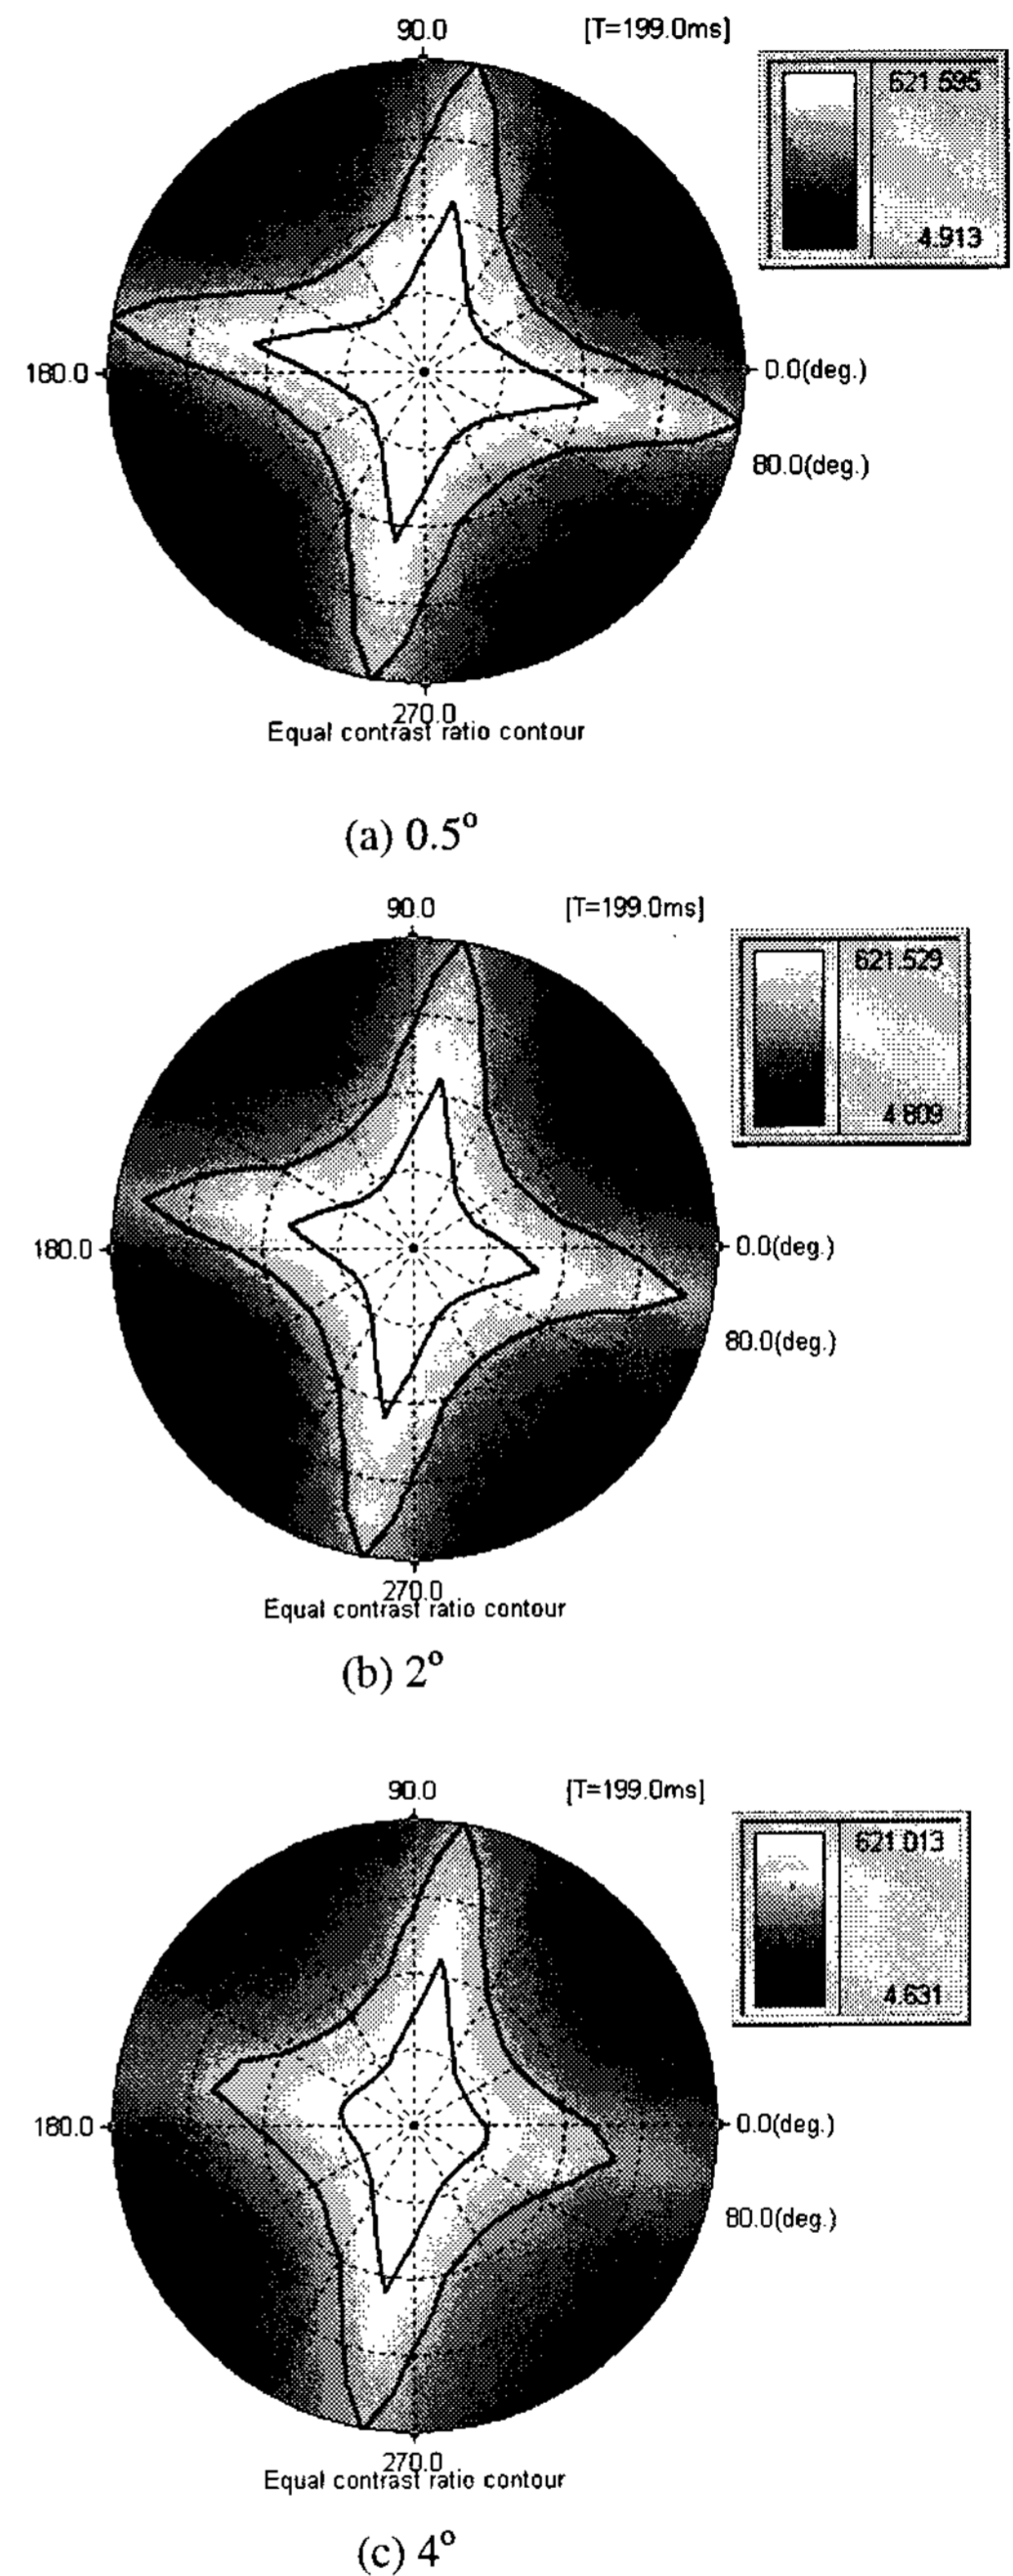 90.0 [T=199.0ms]
621.695
4.913
180.0
0.0(deg.)
80.0(deg.)
270.0
Equal contrast ratio contour
(a) 0.5°
90.0 [T=199.0ms]
621.529
4.809
180.0
0.0(deg.)
80.0(deg.)
270.0
Equal contrast ratio contour
(b) 2°
90.0 [T=199.0ms]
621.013
4.631
180.0
0.0(deg.)
80.0(deg.)
270.0
Equal contrast ratio contour
(c) 4°